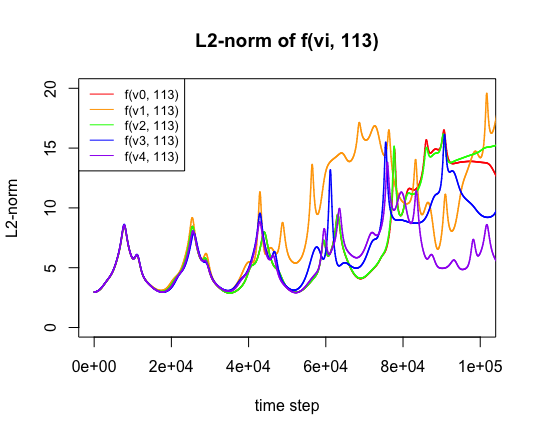 L2-norm of f(vi, 113)
20
15
10
5
0
L2-norm
f(v0, 113)
f(v1, 113)
f(v2, 113)
f(v3, 113)
f(v4, 113)
0e+00 2e+04 4e+04 6e+04 8e+04 1e+05
time step